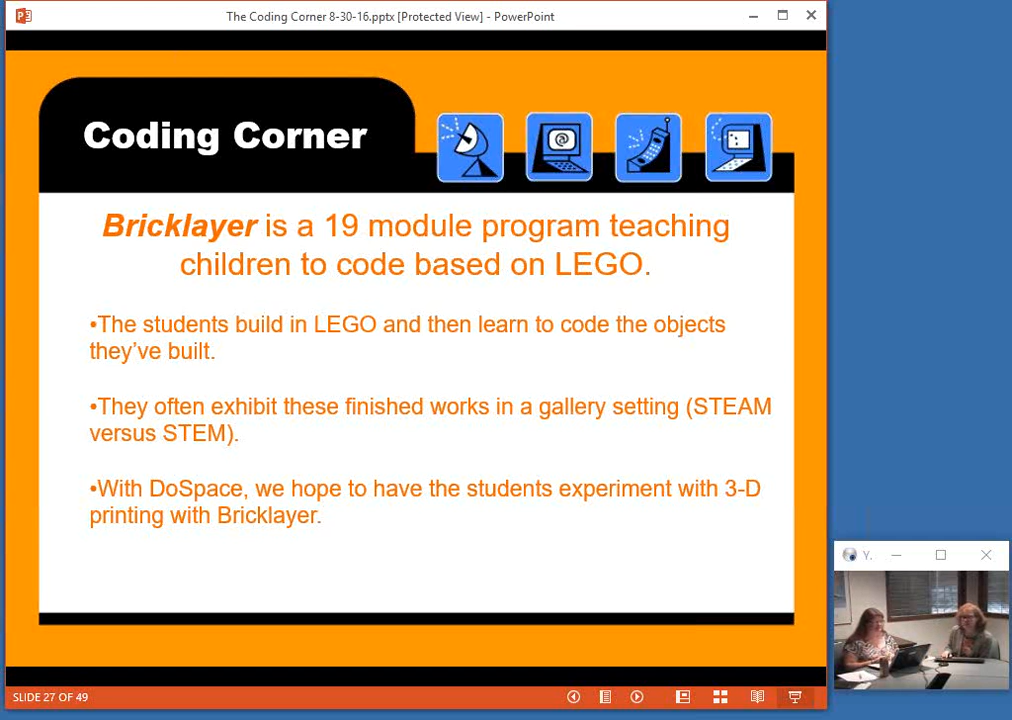 The Coding Corner 8-30-16.pptx [Protected View] - PowerPoint
Coding Corner
Bricklayer is a 19 module program teaching
children to code based on LEGO.
•The students build in LEGO and then learn to code the objects
they've built.
•They often exhibit these finished works in a gallery setting (STEAM
versus STEM).
•With DoSpace, we hope to have the students experiment with 3-D
printing with Bricklayer.
Y.
SLIDE 27 OF 49